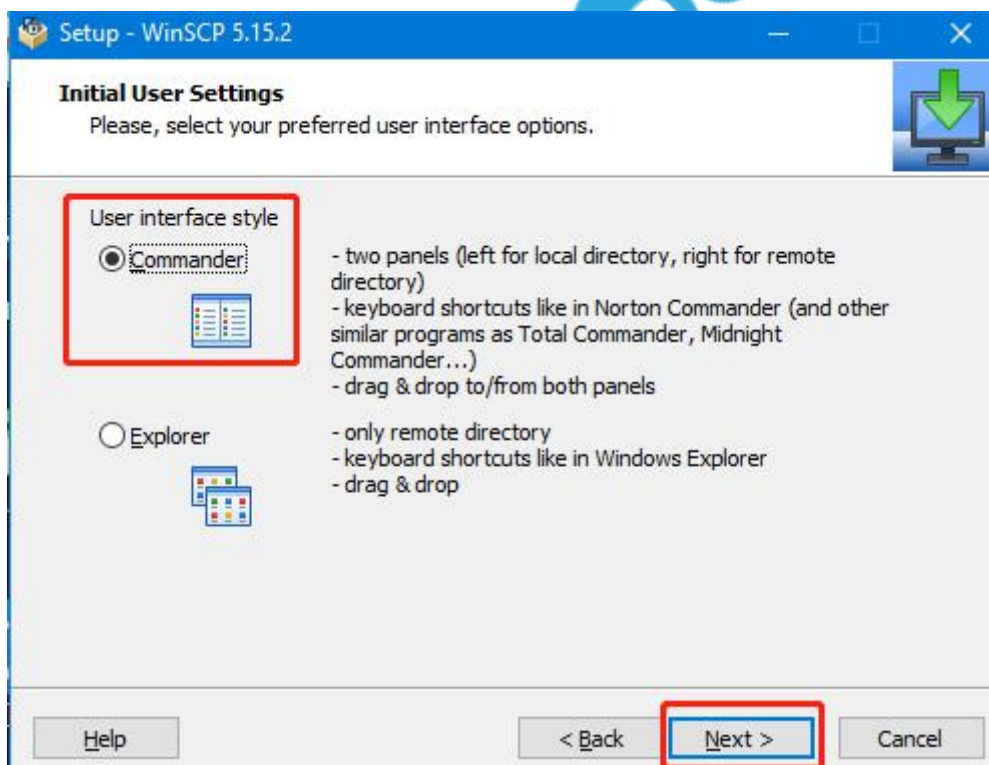 Setup - WinSCP 5.15.2
Initial User Settings
Please, select your preferred user interface options.
User interface style
Commander
- two panels (left for local directory, right for remote
directory)
- keyboard shortcuts like in Norton Commander (and other
similar programs as Total Commander, Midnight
Commander...)
- drag & drop to/from both panels
Explorer
- only remote directory
- keyboard shortcuts like in Windows Explorer
- drag & drop
Help
< Back
Next >
Cancel